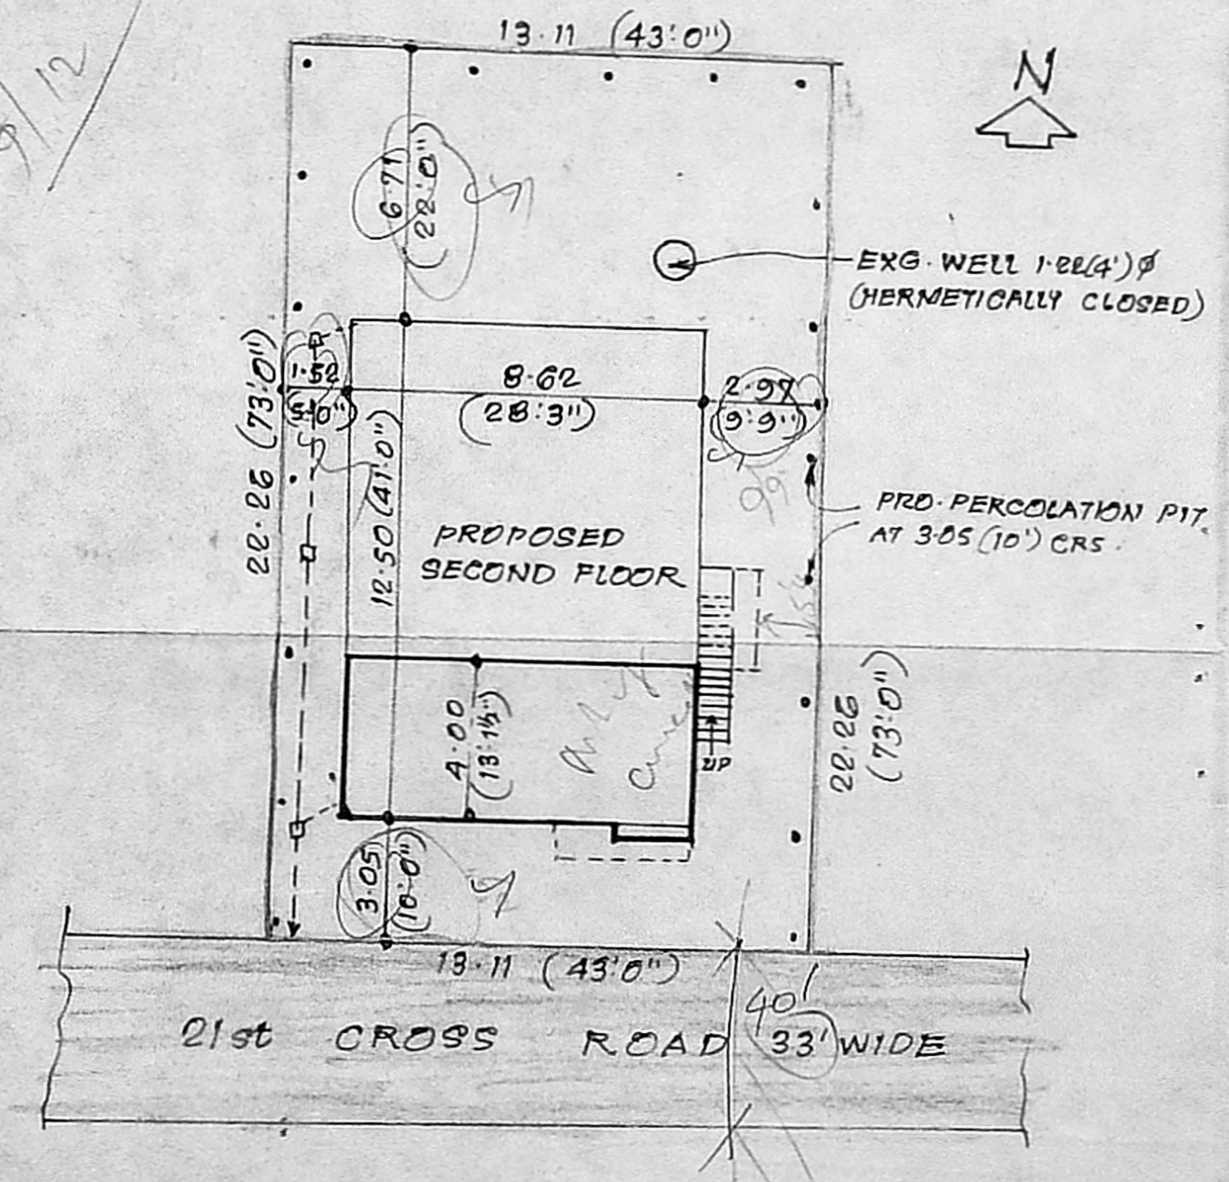 13.11 (43'0")
N
9/12
6.71
(22'0")
EXG. WELL 1.22(4')Ø
(HERMETICALLY CLOSED)
22.26 (73'0")
1.52
(5'0")
8.62
(28'3")
2.97
(9'9")
12.50 (41'0")
PRO. PERCOLATION PIT
AT 3.05 (10') CRS.
PROPOSED
SECOND FLOOR
4.00
(13'1½")
UP
22.26
(73'0")
3.05
(10'0")
13.11 (43'0")
40'
21st CROSS ROAD 33' WIDE